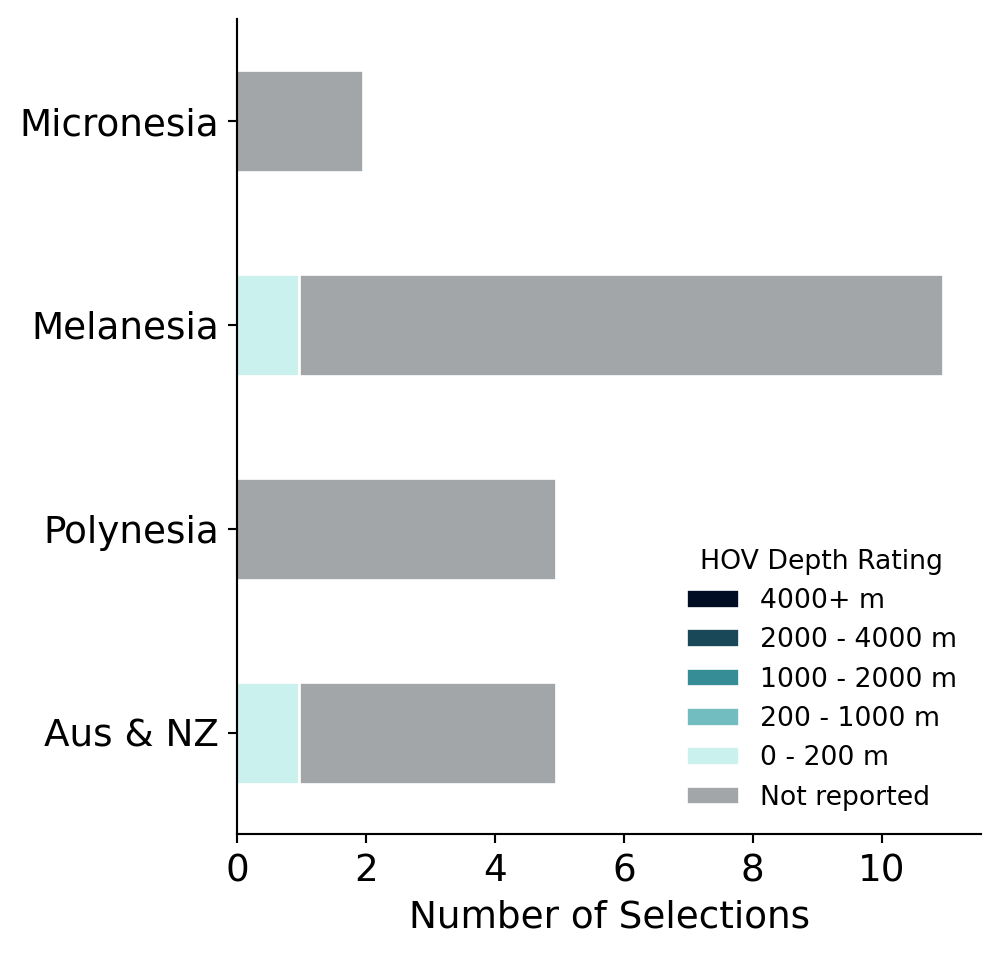 Micronesia
Melanesia
Polynesia
Aus & NZ
HOV Depth Rating
4000+ m
2000 - 4000 m
1000 - 2000 m
200 - 1000 m
0 - 200 m
Not reported
0 2 4 6 8 10
Number of Selections